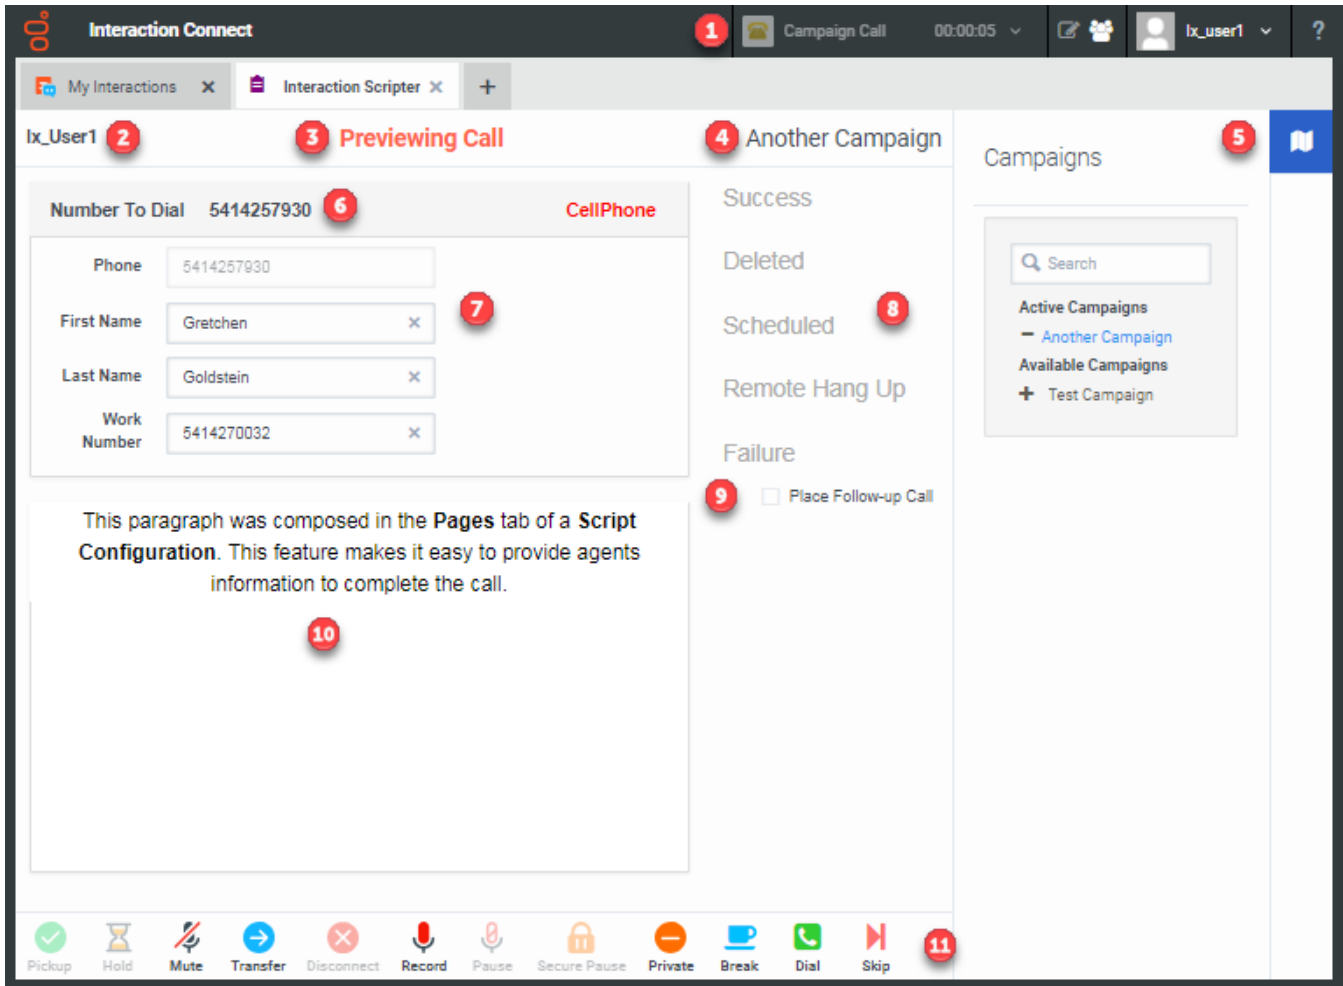 Interaction Connect
1
Campaign Call
00:00:05
Ix_user1
?
My Interactions
Interaction Scripter
Ix_User1
2
3
Previewing Call
4
Another Campaign
5
Campaigns
Number To Dial 5414257930
6
CellPhone
Phone
5414257930
First Name
Gretchen
7
Last Name
Goldstein
Work
Number
5414270032
Success
Deleted
Scheduled
8
Remote Hang Up
Failure
9
Place Follow-up Call
Search
Active Campaigns
Another Campaign
Available Campaigns
Test Campaign
This paragraph was composed in the Pages tab of a Script
Configuration. This feature makes it easy to provide agents
information to complete the call.
10
Pickup
Hold
Mute
Transfer
Disconnect
Record
Pause
Secure Pause
Private
Break
Dial
Skip
11